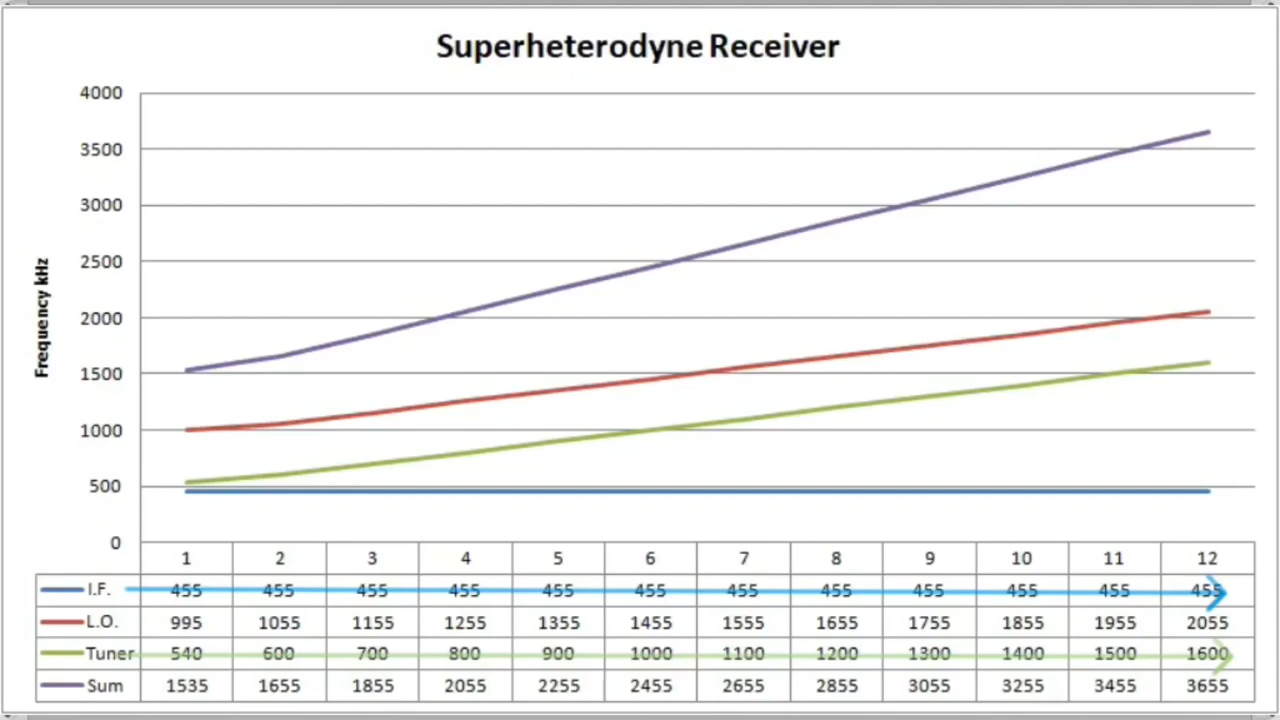 Superheterodyne Receiver
4000
3500
3000
2500
2000
1500
1000
500
0
Frequency kHz
1 2 3 4 5 6 7 8 9 10 11 12
I.F. 455 455 455 455 455 455 455 455 455 455 455 455
L.O. 995 1055 1155 1255 1355 1455 1555 1655 1755 1855 1955 2055
Tuner 540 600 700 800 900 1000 1100 1200 1300 1400 1500 1600
Sum 1535 1655 1855 2055 2255 2455 2655 2855 3055 3255 3455 3655